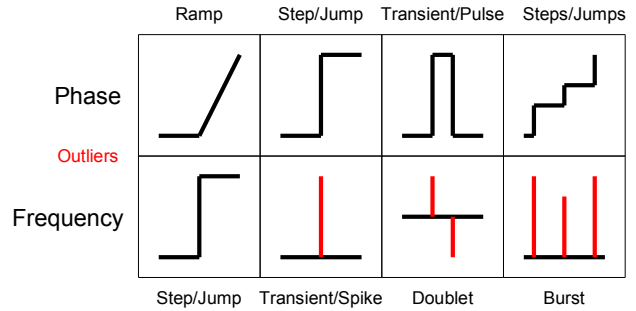 Ramp Step/Jump Transient/Pulse Steps/Jumps
Phase
Outliers
Frequency
Step/Jump Transient/Spike Doublet Burst